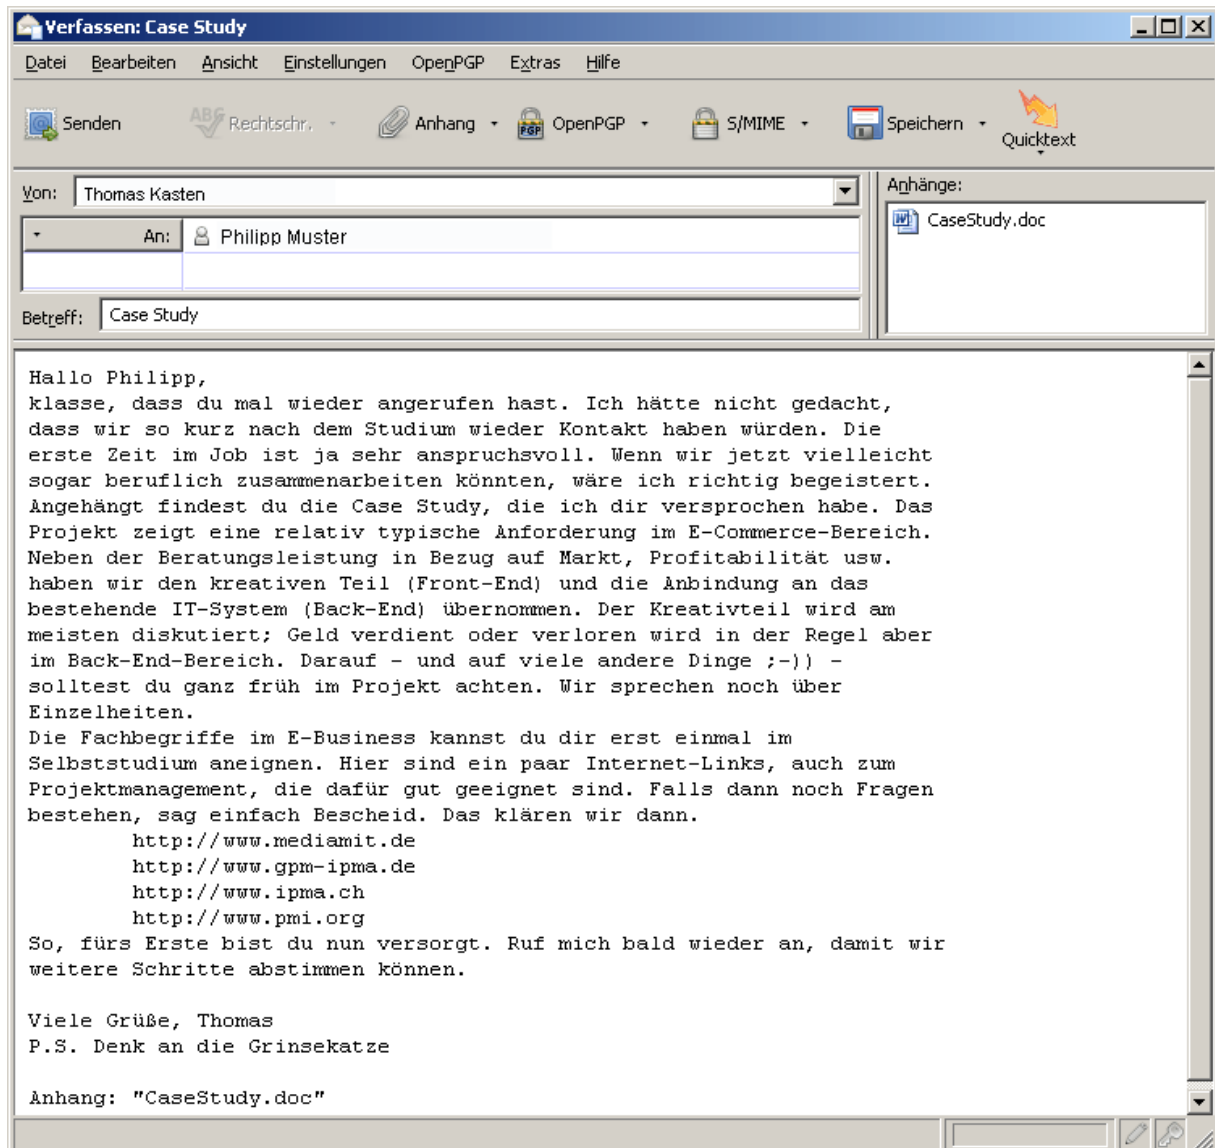 Verfassen: Case Study
Datei Bearbeiten Ansicht Einstellungen OpenPGP Extras Hilfe
Senden ABC Rechtschr. Anhang PGP OpenPGP S/MIME Speichern Quicktext
Von: Thomas Kasten
An: Philipp Muster
Betreff: Case Study
Anhänge:
CaseStudy.doc
Hallo Philipp,
klasse, dass du mal wieder angerufen hast. Ich hätte nicht gedacht,
dass wir so kurz nach dem Studium wieder Kontakt haben würden. Die
erste Zeit im Job ist ja sehr anspruchsvoll. Wenn wir jetzt vielleicht
sogar beruflich zusammenarbeiten könnten, wäre ich richtig begeistert.
Angehängt findest du die Case Study, die ich dir versprochen habe. Das
Projekt zeigt eine relativ typische Anforderung im E-Commerce-Bereich.
Neben der Beratungsleistung in Bezug auf Markt, Profitabilität usw.
haben wir den kreativen Teil (Front-End) und die Anbindung an das
bestehende IT-System (Back-End) übernommen. Der Kreativteil wird am
meisten diskutiert; Geld verdient oder verloren wird in der Regel aber
im Back-End-Bereich. Darauf - und auf viele andere Dinge ;-)) -
solltest du ganz früh im Projekt achten. Wir sprechen noch über
Einzelheiten.
Die Fachbegriffe im E-Business kannst du dir erst einmal im
Selbststudium aneignen. Hier sind ein paar Internet-Links, auch zum
Projektmanagement, die dafür gut geeignet sind. Falls dann noch Fragen
bestehen, sag einfach Bescheid. Das klären wir dann.
http://www.mediamit.de
http://www.gpm-ipma.de
http://www.ipma.ch
http://www.pmi.org
So, fürs Erste bist du nun versorgt. Ruf mich bald wieder an, damit wir
weitere Schritte abstimmen können.
Viele Grüße, Thomas
P.S. Denk an die Grinsekatze
Anhang: "CaseStudy.doc"